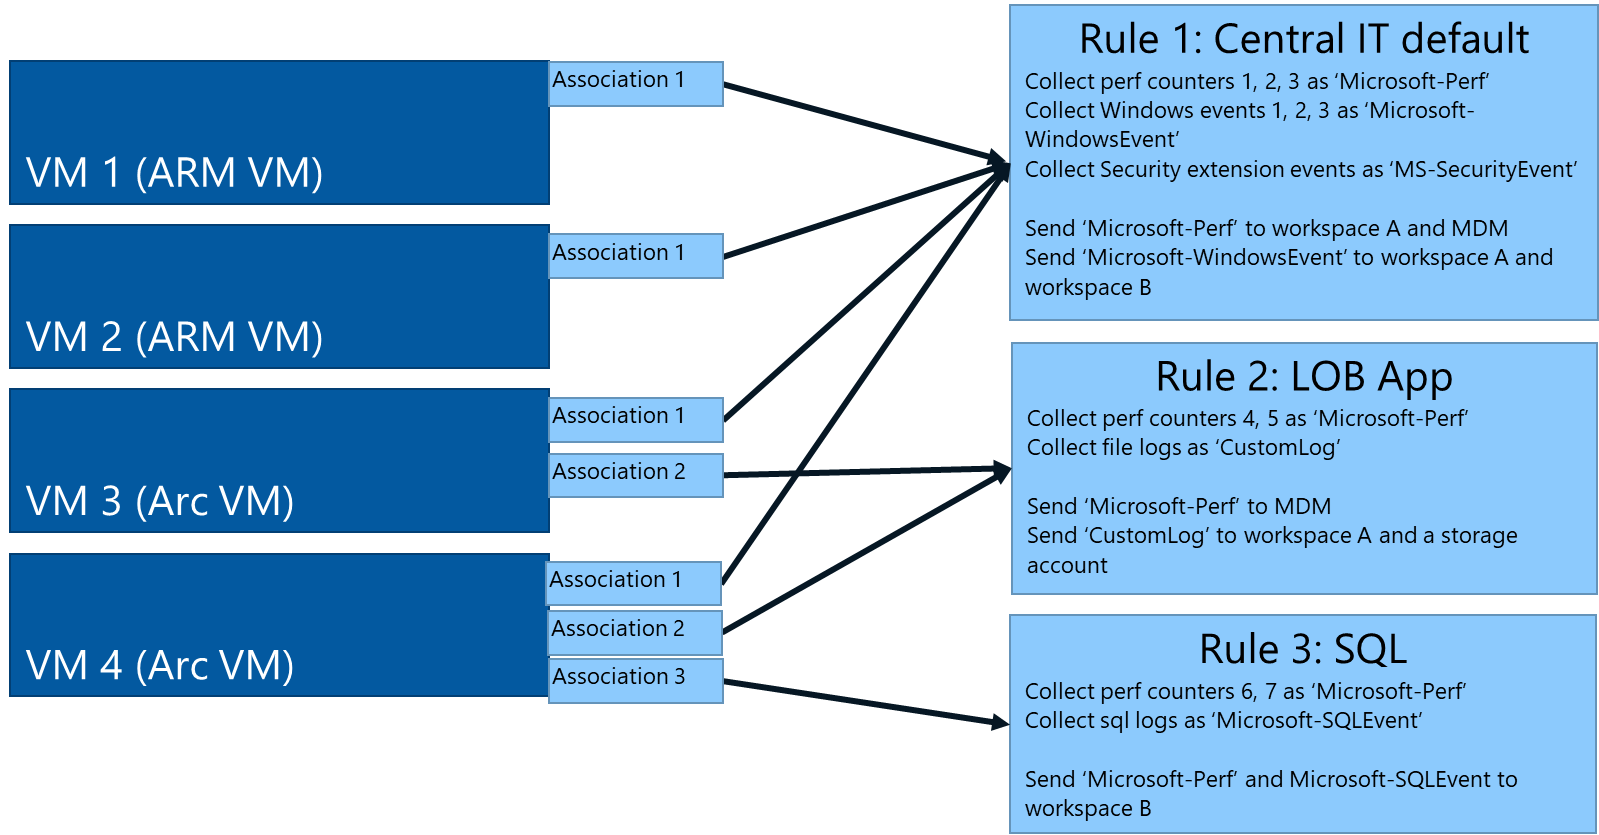 VM 1 (ARM VM)
Association 1
VM 2 (ARM VM)
Association 1
VM 3 (Arc VM)
Association 1
Association 2
VM 4 (Arc VM)
Association 1
Association 2
Association 3
Rule 1: Central IT default
Collect perf counters 1, 2, 3 as ‘Microsoft-Perf’
Collect Windows events 1, 2, 3 as ‘Microsoft-
WindowsEvent’
Collect Security extension events as ‘MS-SecurityEvent’
Send ‘Microsoft-Perf’ to workspace A and MDM
Send ‘Microsoft-WindowsEvent’ to workspace A and
workspace B
Rule 2: LOB App
Collect perf counters 4, 5 as ‘Microsoft-Perf’
Collect file logs as ‘CustomLog’
Send ‘Microsoft-Perf’ to MDM
Send ‘CustomLog’ to workspace A and a storage
account
Rule 3: SQL
Collect perf counters 6, 7 as ‘Microsoft-Perf’
Collect sql logs as ‘Microsoft-SQLEvent’
Send ‘Microsoft-Perf’ and Microsoft-SQLEvent to
workspace B